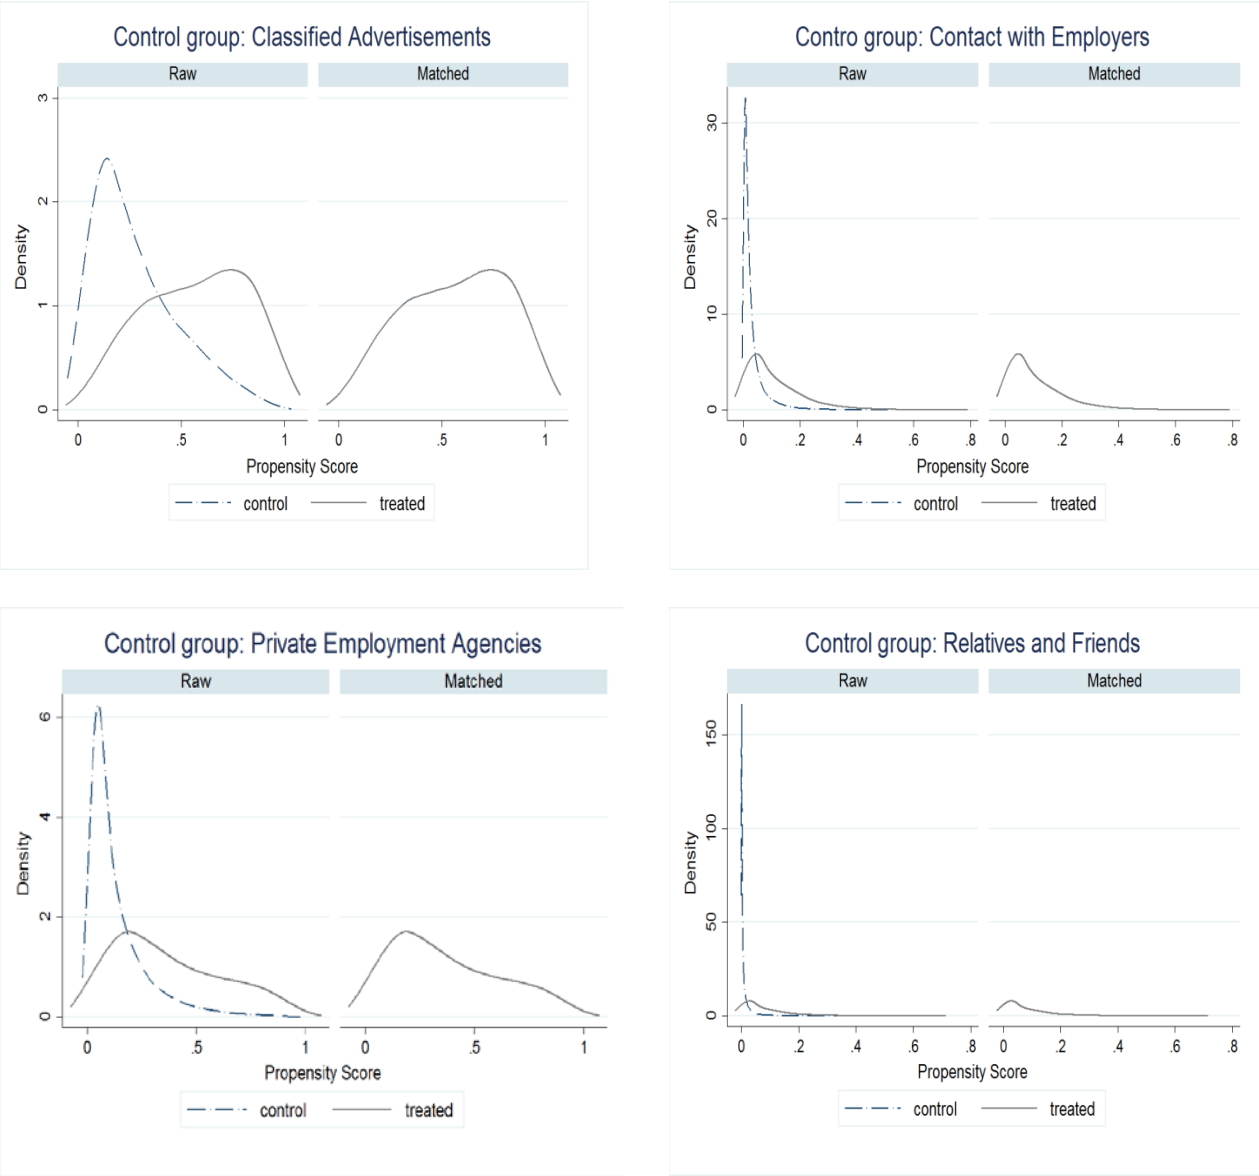 Control group: Classified Advertisements
Raw
Matched
3
2
1
0
Density
0
.5
1
0
.5
1
Propensity Score
control
treated
Contro group: Contact with Employers
Raw
Matched
30
20
10
0
Density
0
.2
.4
.6
.8
0
.2
.4
.6
.8
Propensity Score
control
treated
Control group: Private Employment Agencies
Raw
Matched
6
4
2
0
Density
0
.5
1
0
.5
1
Propensity Score
control
treated
Control group: Relatives and Friends
Raw
Matched
150
100
50
0
Density
0
.2
.4
.6
.8
0
.2
.4
.6
.8
Propensity Score
control
treated